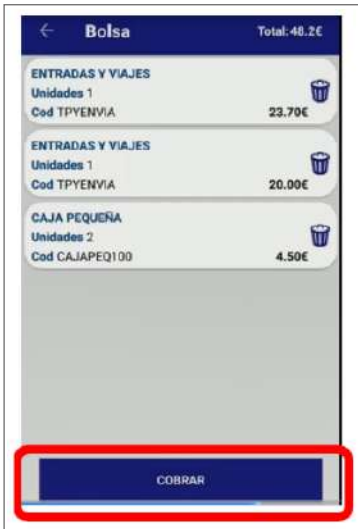 ← Bolsa Total: 48.2€
ENTRADAS Y VIAJES
Unidades 1
Cod TPYENVIA 23.70€
ENTRADAS Y VIAJES
Unidades 1
Cod TPYENVIA 20.00€
CAJA PEQUEÑA
Unidades 2
Cod CAJAPEQ100 4.50€
COBRAR